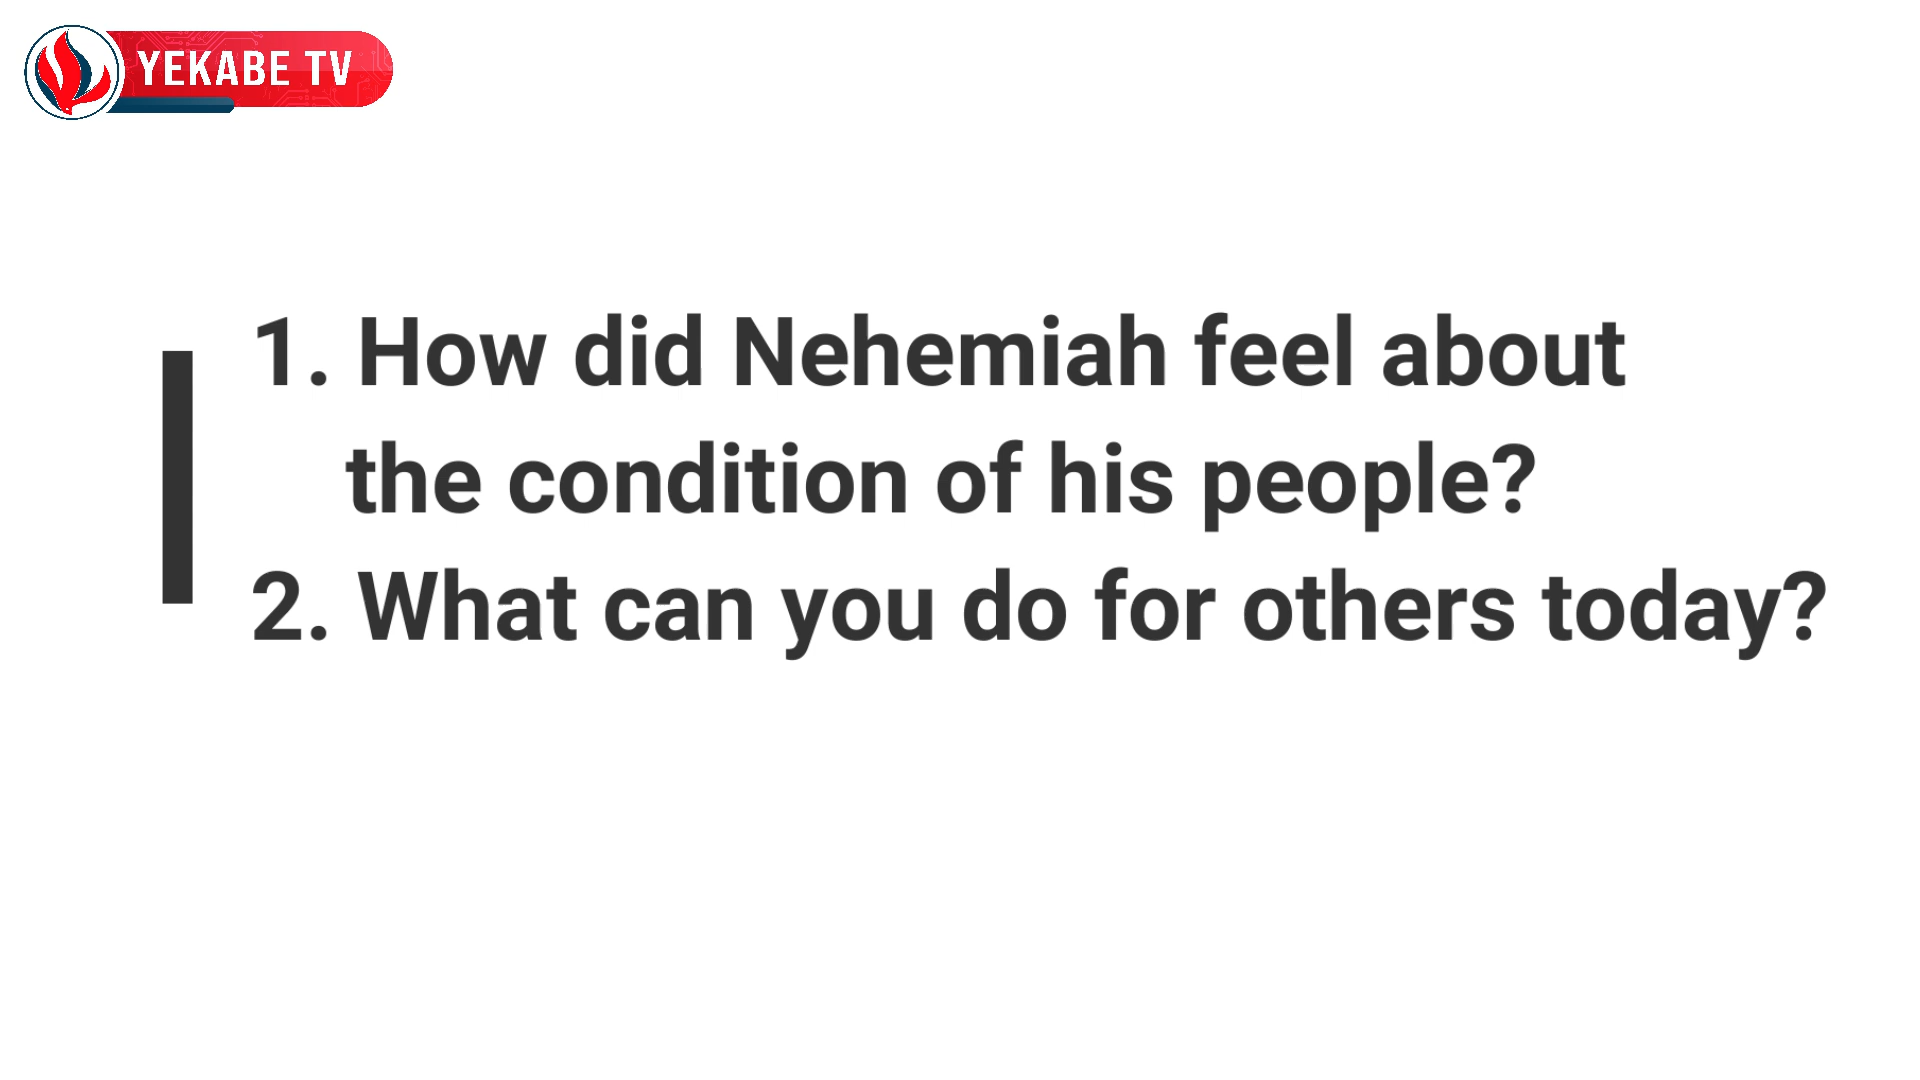 YEKABE TV
1. How did Nehemiah feel about
the condition of his people?
2. What can you do for others today?